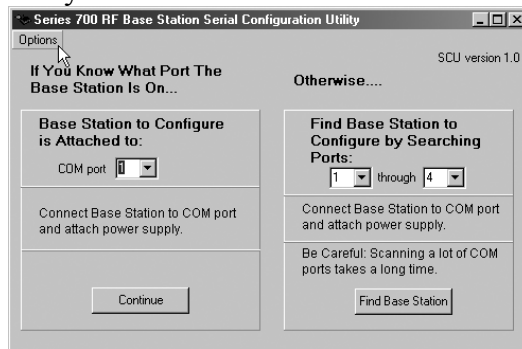 Series 700 RF Base Station Serial Configuration Utility
Options
SCU version 1.0
If You Know What Port The
Base Station Is On...
Base Station to Configure
is Attached to:
COM port 1
Connect Base Station to COM port
and attach power supply.
Continue
Otherwise....
Find Base Station to
Configure by Searching
Ports:
1 through 4
Connect Base Station to COM port
and attach power supply.
Be Careful: Scanning a lot of COM
ports takes a long time.
Find Base Station